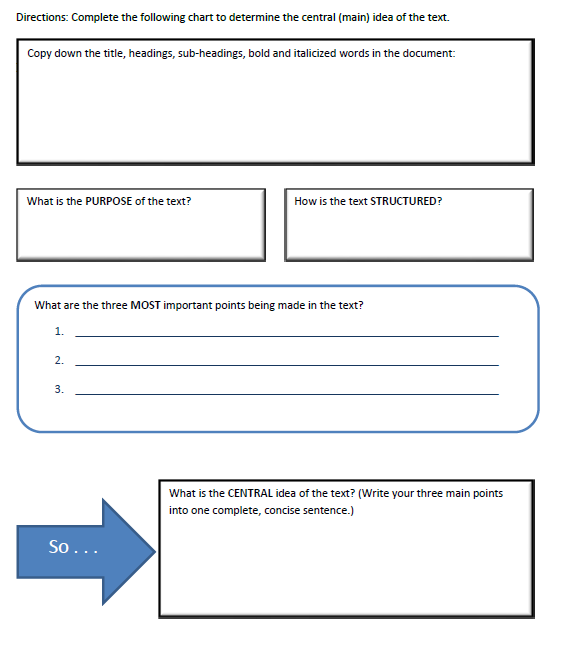 Directions: Complete the following chart to determine the central (main) idea of the text.
Copy down the title, headings, sub-headings, bold and italicized words in the document:
What is the PURPOSE of the text?
How is the text STRUCTURED?
What are the three MOST important points being made in the text?
1.
2.
3.
What is the CENTRAL idea of the text? (Write your three main points
into one complete, concise sentence.)
So . . .